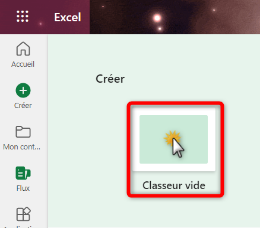 Excel
Accueil
Créer
Mon cont...
Flux
Créer
Classeur vide